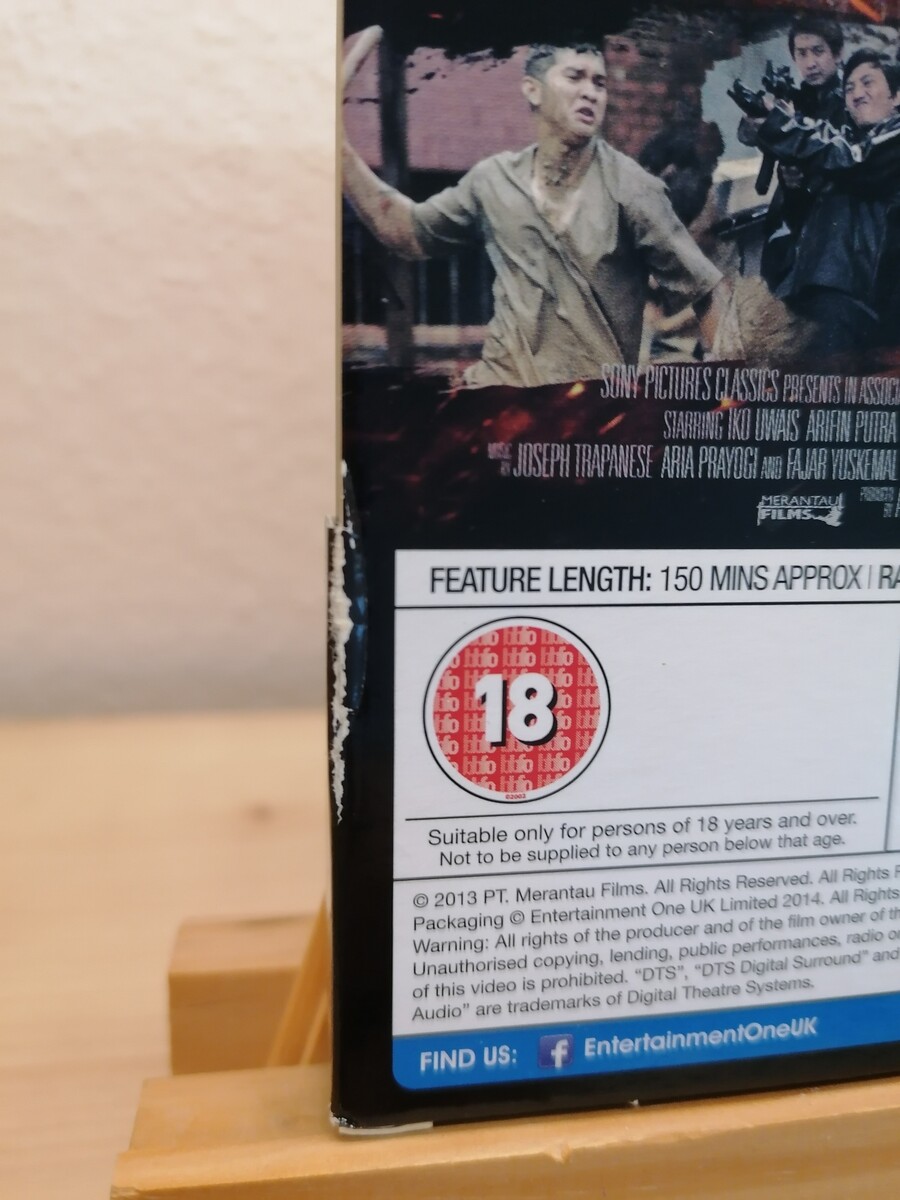 SONY PICTURES CLASSICS PRESENTS IN ASSOCI
STARRING IKO UWAIS ARIFIN PUTRA
MUSIC BY JOSEPH TRAPANESE ARIA PRAYOGI AND FAJAR YUSKEMAL
MERANTAU
FILMS
FEATURE LENGTH: 150 MINS APPROX | RA
18
Suitable only for persons of 18 years and over.
Not to be supplied to any person below that age.
© 2013 PT. Merantau Films. All Rights Reserved. All Rights R
Packaging © Entertainment One UK Limited 2014. All Rights
Warning: All rights of the producer and of the film owner of th
Unauthorised copying, lending, public performances, radio or
of this video is prohibited. “DTS”, “DTS Digital Surround” and
Audio” are trademarks of Digital Theatre Systems.
FIND US: f EntertainmentOneUK